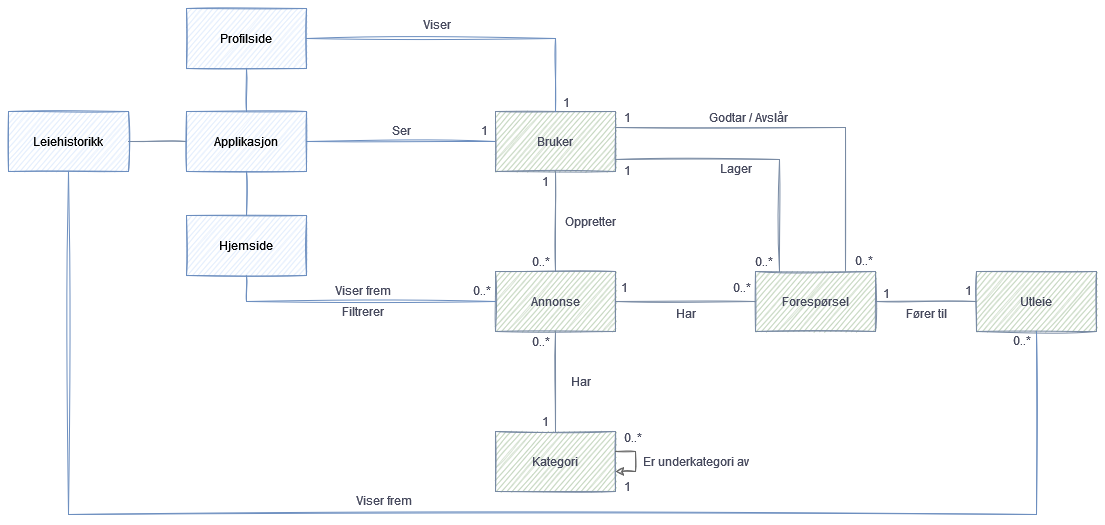 Viser
Profilside
1
Godtar / Avslår
1
Ser
1
Leiehistorikk
Applikasjon
Bruker
Lager
1
1
Oppretter
Hjemside
0..*
0..*
0..*
Viser frem
0..*
1
0..*
1
1
Annonse
Forespørsel
Utleie
Filtrerer
Har
Fører til
0..*
0..*
Har
1
0..*
Kategori
Er underkategori av
1
Viser frem